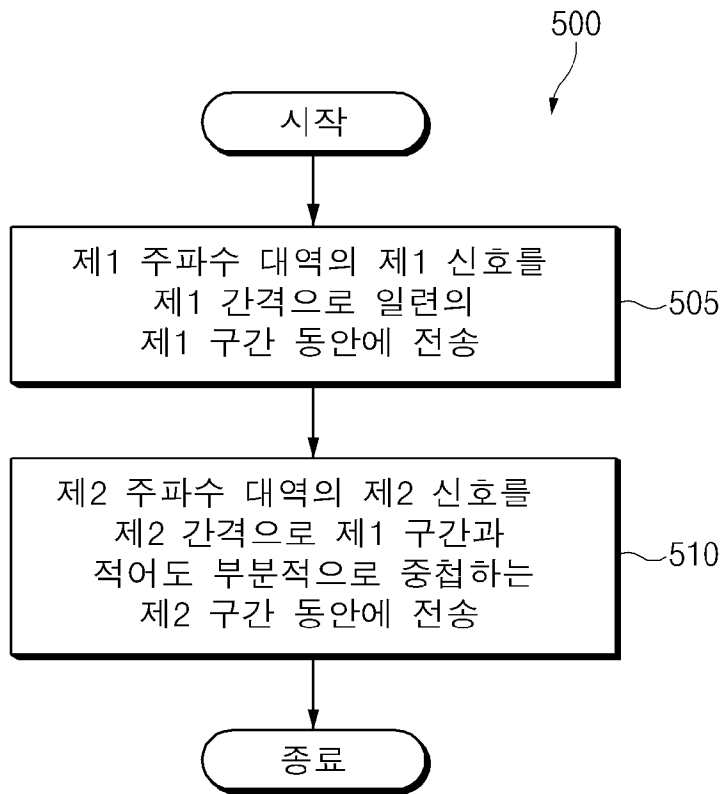 500
시작
제1 주파수 대역의 제1 신호를
제1 간격으로 일련의
제1 구간 동안에 전송
505
제2 주파수 대역의 제2 신호를
제2 간격으로 제1 구간과
적어도 부분적으로 중첩하는
제2 구간 동안에 전송
510
종료